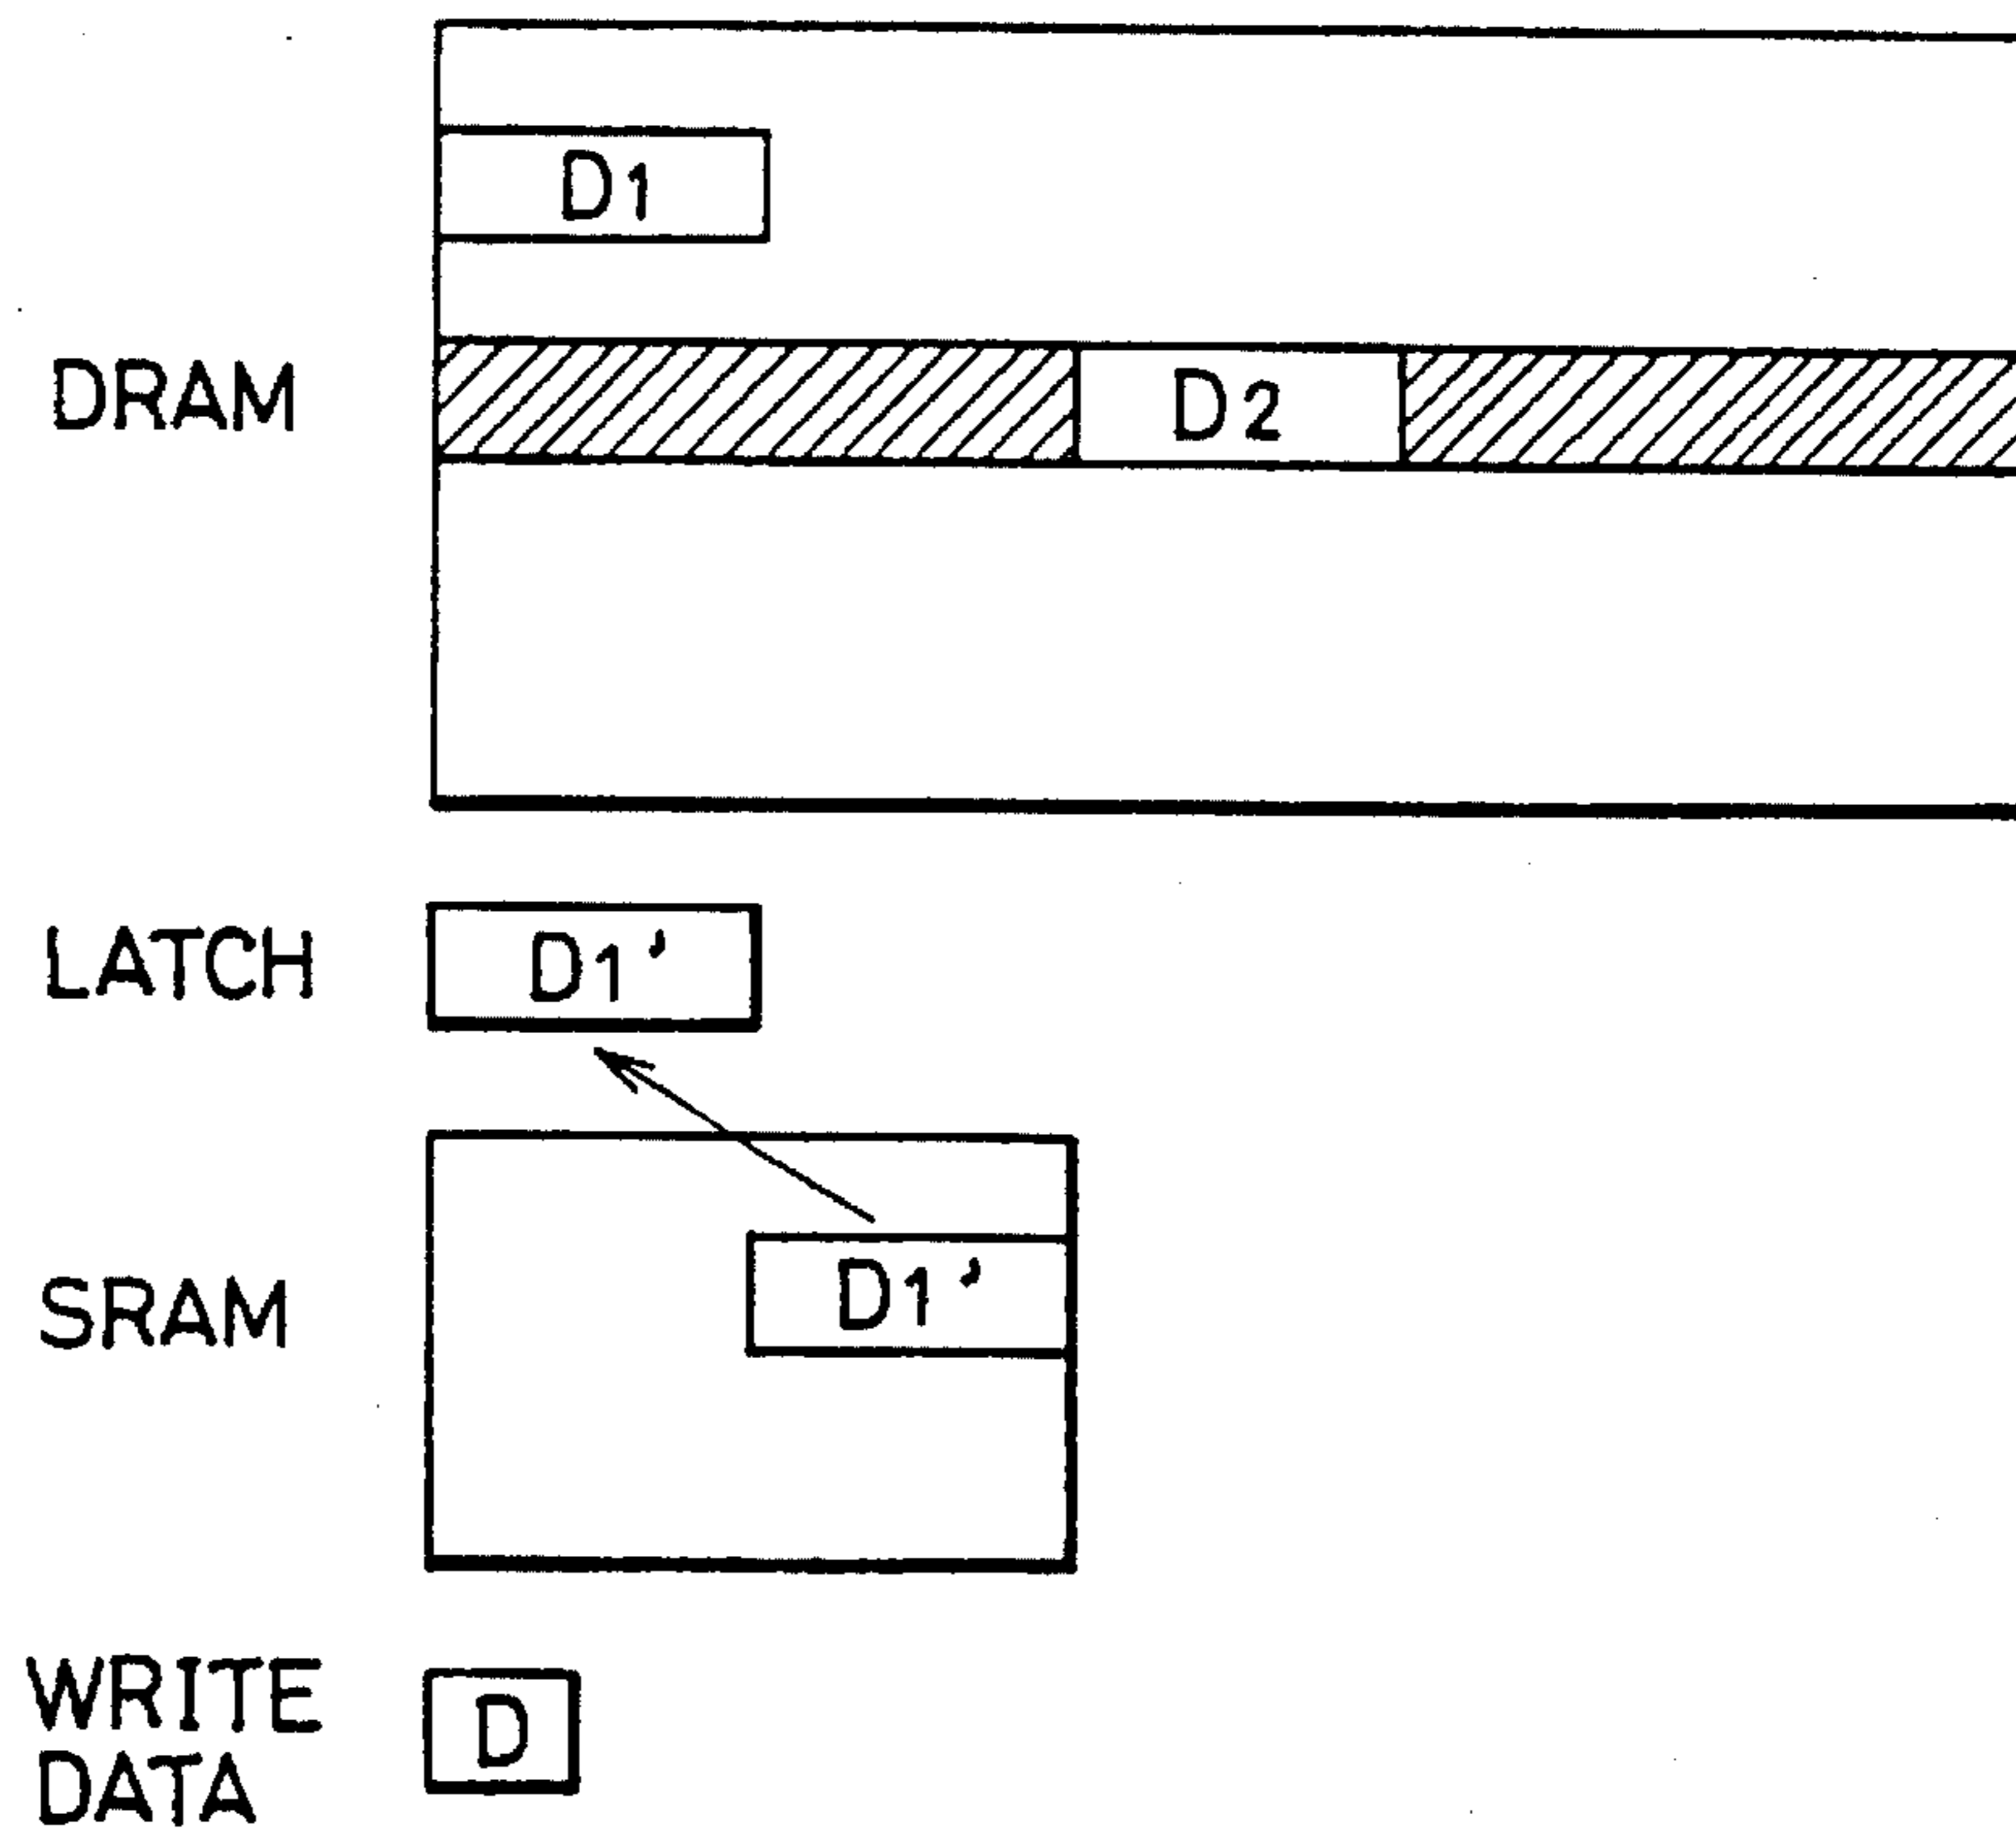 D1
DRAM
D2
LATCH
D1'
SRAM
D1'
WRITE
DATA
D